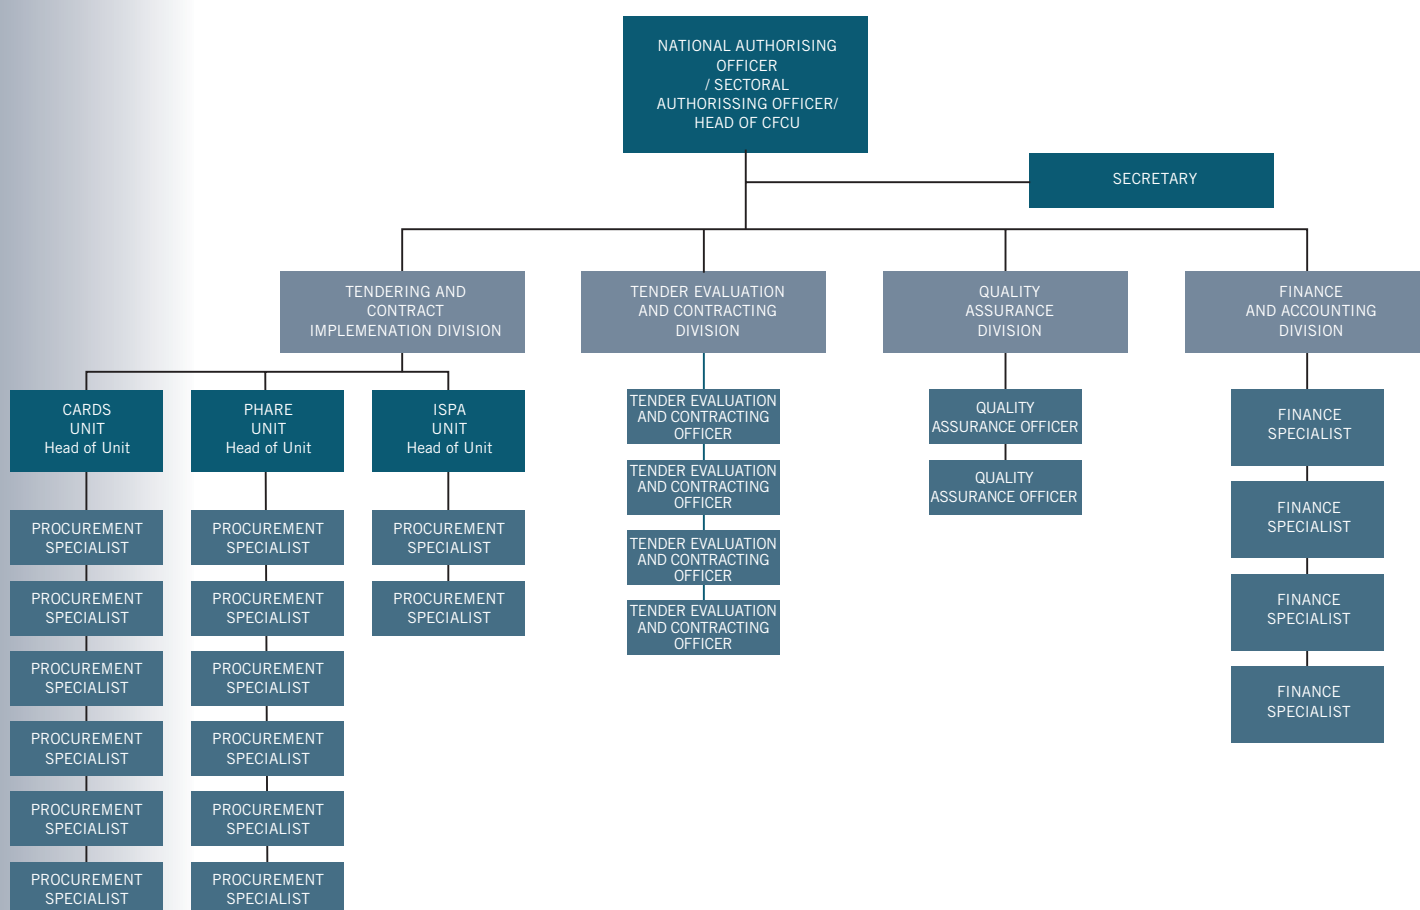 NATIONAL AUTHORISING
OFFICER
/ SECTORAL
AUTHORISSING OFFICER/
HEAD OF CFCU
SECRETARY
TENDERING AND
CONTRACT
IMPLEMENATION DIVISION
TENDER EVALUATION
AND CONTRACTING
DIVISION
QUALITY
ASSURANCE
DIVISION
FINANCE
AND ACCOUNTING
DIVISION
CARDS
UNIT
Head of Unit
PROCUREMENT
SPECIALIST
PROCUREMENT
SPECIALIST
PROCUREMENT
SPECIALIST
PROCUREMENT
SPECIALIST
PROCUREMENT
SPECIALIST
PROCUREMENT
SPECIALIST
PHARE
UNIT
Head of Unit
PROCUREMENT
SPECIALIST
PROCUREMENT
SPECIALIST
PROCUREMENT
SPECIALIST
PROCUREMENT
SPECIALIST
PROCUREMENT
SPECIALIST
PROCUREMENT
SPECIALIST
ISPA
UNIT
Head of Unit
PROCUREMENT
SPECIALIST
PROCUREMENT
SPECIALIST
TENDER EVALUATION
AND CONTRACTING
OFFICER
TENDER EVALUATION
AND CONTRACTING
OFFICER
TENDER EVALUATION
AND CONTRACTING
OFFICER
TENDER EVALUATION
AND CONTRACTING
OFFICER
QUALITY
ASSURANCE OFFICER
QUALITY
ASSURANCE OFFICER
FINANCE
SPECIALIST
FINANCE
SPECIALIST
FINANCE
SPECIALIST
FINANCE
SPECIALIST